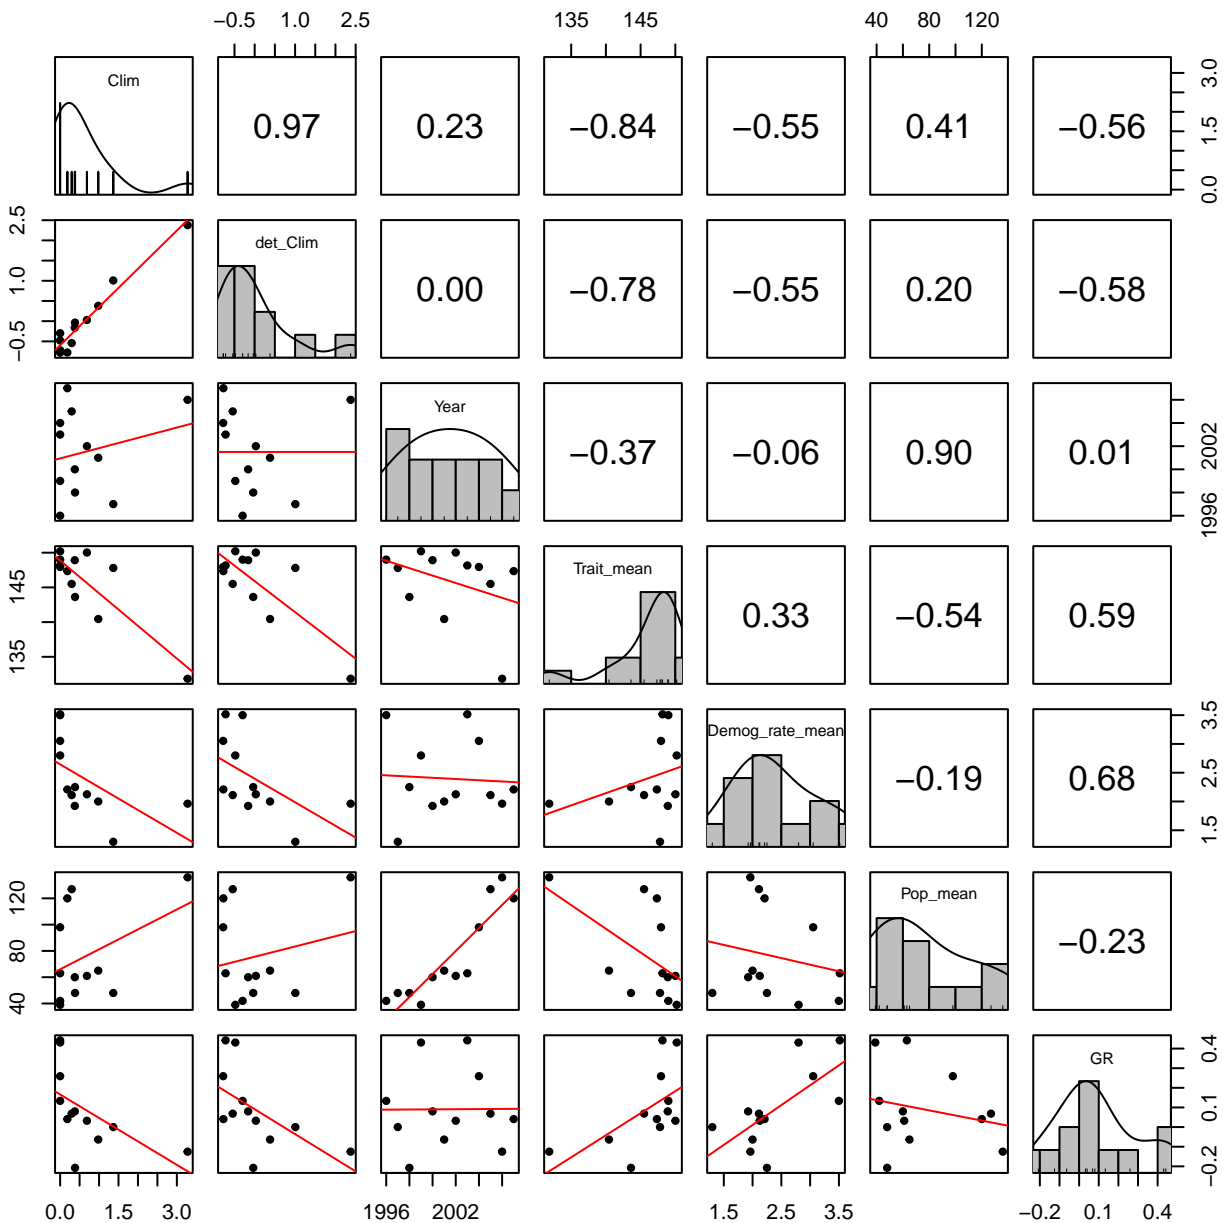 −0.5 1.0 2.5 135 145 40 80 120
Clim 0.97 0.23 −0.84 −0.55 0.41 −0.56 0.0 1.5 3.0
−0.5 1.0 2.5 det_Clim 0.00 −0.78 −0.55 0.20 −0.58
Year −0.37 −0.06 0.90 0.01 1996 2002
135 145 Trait_mean 0.33 −0.54 0.59
Demog_rate_mean −0.19 0.68 1.5 2.5 3.5
40 80 120 Pop_mean −0.23
GR −0.2 0.1 0.4
0.0 1.5 3.0 1996 2002 1.5 2.5 3.5 −0.2 0.1 0.4